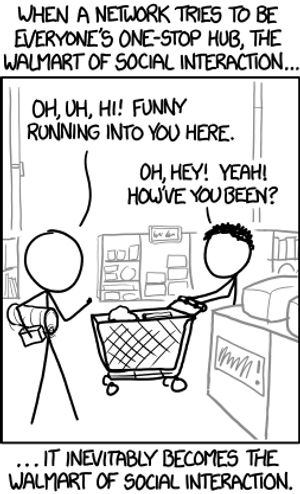 WHEN A NETWORK TRIES TO BE
EVERYONE'S ONE-STOP HUB, THE
WALMART OF SOCIAL INTERACTION...
OH, UH, HI! FUNNY
RUNNING INTO YOU HERE.
OH, HEY! YEAH!
HOW'VE YOU BEEN?
...IT INEVITABLY BECOMES THE
WALMART OF SOCIAL INTERACTION.